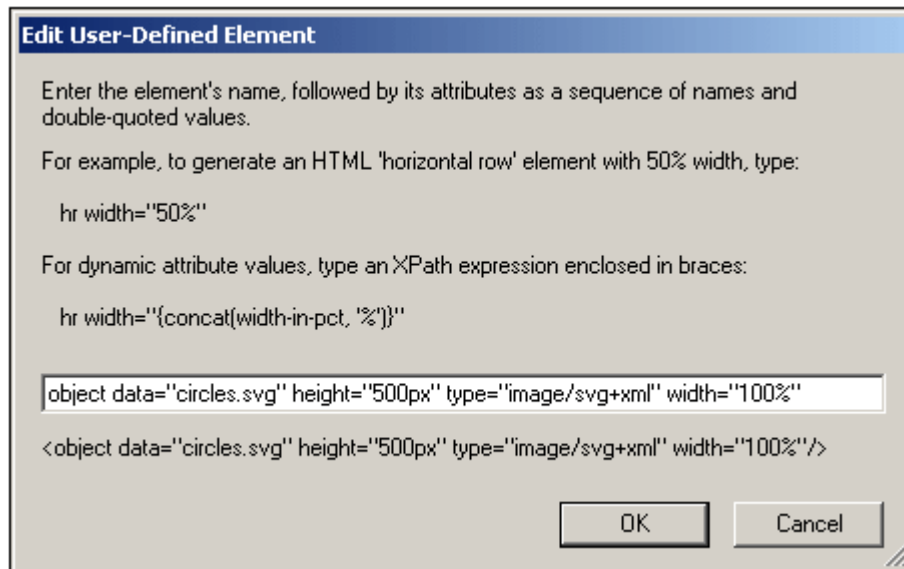 Edit User-Defined Element
Enter the element's name, followed by its attributes as a sequence of names and
double-quoted values.
For example, to generate an HTML 'horizontal row' element with 50% width, type:
hr width="50%"
For dynamic attribute values, type an XPath expression enclosed in braces:
hr width="{concat(width-in-pct, '%')}"
object data="circles.svg" height="500px" type="image/svg+xml" width="100%"
<object data="circles.svg" height="500px" type="image/svg+xml" width="100%"/>
OK Cancel